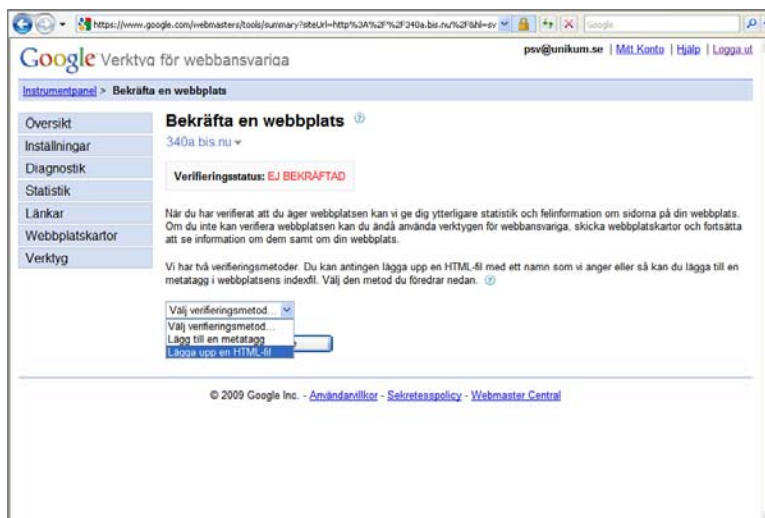 https://www.google.com/webmasters/tools/summary?siteUrl=http%3A%2F%2F340a.bis.nu%2F&hl=sv
Google
Google Verktyg för webbansvariga
psv@unikum.se | Mitt Konto | Hjälp | Logga ut
Instrumentpanel > Bekräfta en webbplats
Översikt
Inställningar
Diagnostik
Statistik
Länkar
Webbplatskartor
Verktyg
Bekräfta en webbplats
340a.bis.nu
Verifieringsstatus: EJ BEKRÄFTAD
När du har verifierat att du äger webbplatsen kan vi ge dig ytterligare statistik och felinformation om sidorna på din webbplats.
Om du inte kan verifiera webbplatsen kan du ändå använda verktygen för webbansvariga, skicka webbplatskartor och fortsätta
att se information om dem samt om din webbplats.
Vi har två verifieringsmetoder. Du kan antingen lägga upp en HTML-fil med ett namn som vi anger eller så kan du lägga till en
metatagg i webbplatsens indexfil. Välj den metod du föredrar nedan.
Välj verifieringsmetod...
Välj verifieringsmetod...
Lägg till en metatagg
Lägga upp en HTML-fil
© 2009 Google Inc. - Användarvillkor - Sekretesspolicy - Webmaster Central